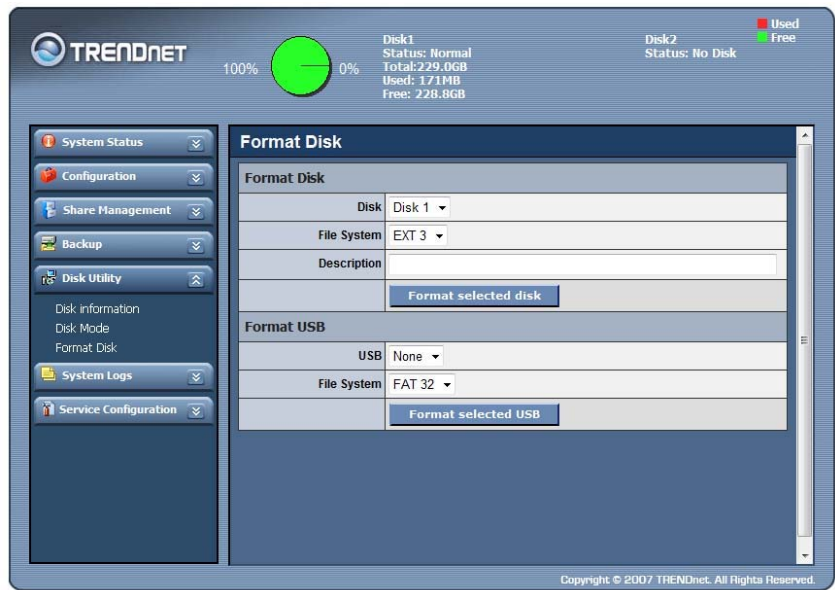 TRENDnet
100%
0%
Disk1
Status: Normal
Total:229.0GB
Used: 171MB
Free: 228.8GB
Disk2
Status: No Disk
Used
Free
System Status
Configuration
Share Management
Backup
Disk Utility
Disk information
Disk Mode
Format Disk
System Logs
Service Configuration
Format Disk
Format Disk
Disk Disk 1
File System EXT 3
Description
Format selected disk
Format USB
USB None
File System FAT 32
Format selected USB
Copyright © 2007 TRENDnet. All Rights Reserved.